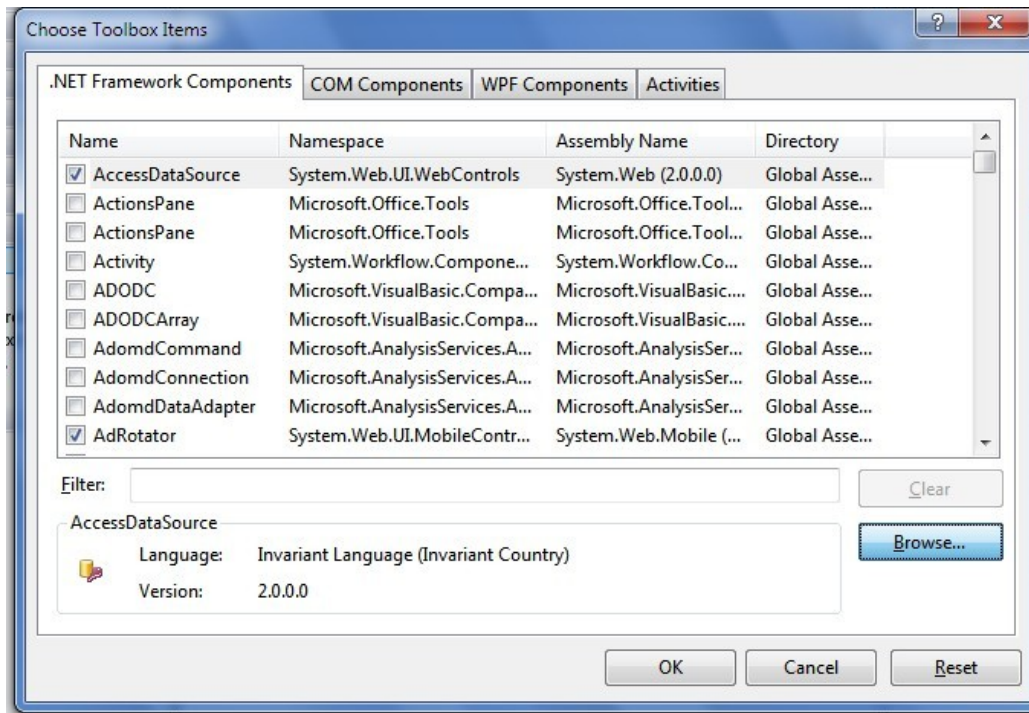 Choose Toolbox Items
.NET Framework Components COM Components WPF Components Activities
Name Namespace Assembly Name Directory
AccessDataSource System.Web.UI.WebControls System.Web (2.0.0.0) Global Asse...
ActionsPane Microsoft.Office.Tools Microsoft.Office.Tool... Global Asse...
ActionsPane Microsoft.Office.Tools Microsoft.Office.Tool... Global Asse...
Activity System.Workflow.Compone... System.Workflow.Co... Global Asse...
ADODC Microsoft.VisualBasic.Compa... Microsoft.VisualBasic.... Global Asse...
ADODCArray Microsoft.VisualBasic.Compa... Microsoft.VisualBasic.... Global Asse...
AdomdCommand Microsoft.AnalysisServices.A... Microsoft.AnalysisSer... Global Asse...
AdomdConnection Microsoft.AnalysisServices.A... Microsoft.AnalysisSer... Global Asse...
AdomdDataAdapter Microsoft.AnalysisServices.A... Microsoft.AnalysisSer... Global Asse...
AdRotator System.Web.UI.MobileContr... System.Web.Mobile (... Global Asse...
Filter: Clear
AccessDataSource
Browse...
Language: Invariant Language (Invariant Country)
Version: 2.0.0.0
OK Cancel Reset